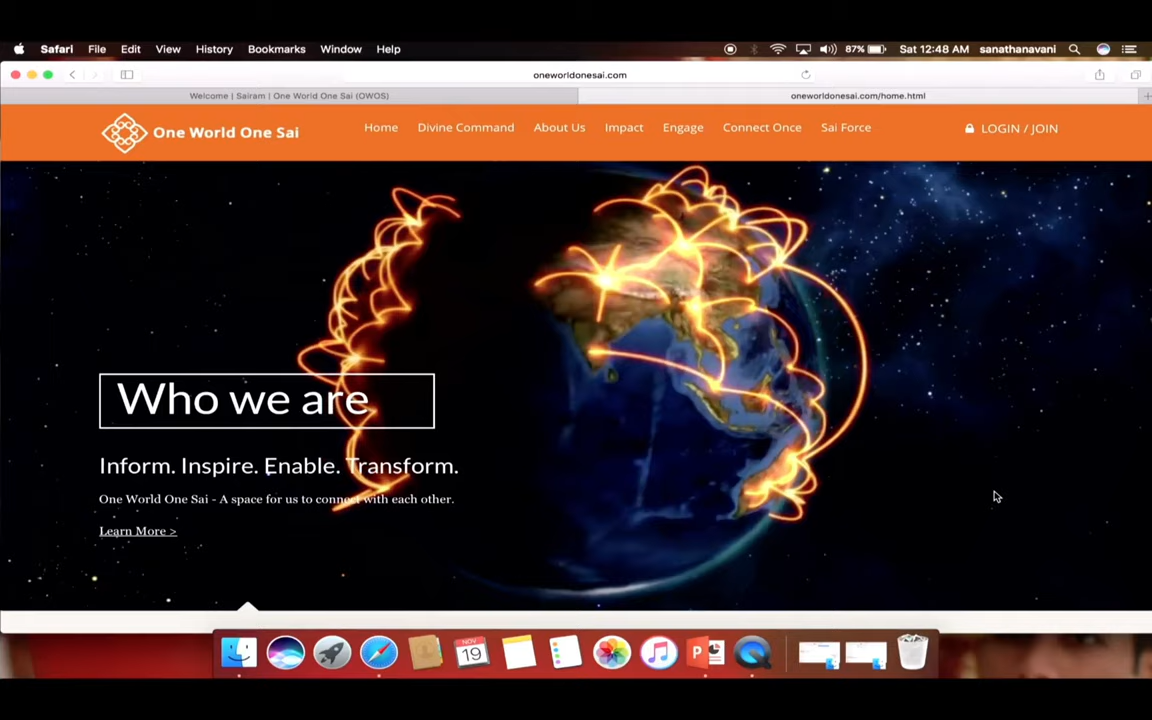 Safari File Edit View History Bookmarks Window Help 87% Sat 12:48 AM sanathanavani
oneworldonesai.com
Welcome | Sairam | One World One Sai (OWOS) oneworldonesai.com/home.html
One World One Sai Home Divine Command About Us Impact Engage Connect Once Sai Force LOGIN / JOIN
Who we are
Inform. Inspire. Enable. Transform.
One World One Sai - A space for us to connect with each other.
Learn More >
NOV
19
P